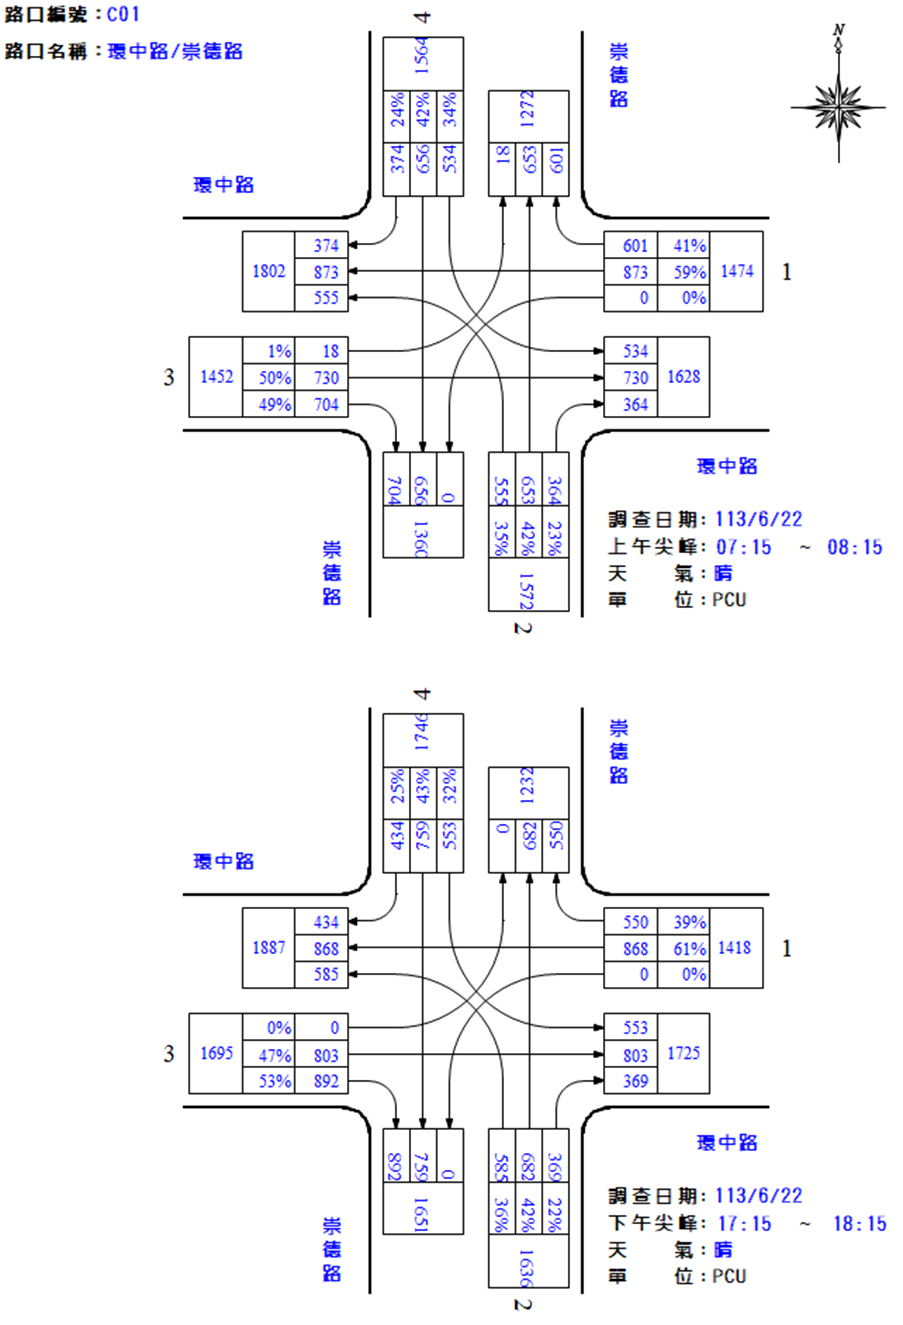 路口編號：C01
路口名稱：環中路/崇德路
N
4
1564
24% 42% 34%
374 656 534
1272
18 653 601
崇德路
環中路
1802
374
873
555
601 41%
873 59%
0 0%
1474
1
3
1452
1% 18
50% 730
49% 704
534
730
364
1628
704 656 0
1360
555 653 364
35% 42% 23%
1572
2
崇德路
環中路
調查日期：113/6/22
上午尖峰：07:15 ~ 08:15
天 氣：晴
單 位：PCU
4
1746
25% 43% 32%
434 759 553
1232
0 682 550
崇德路
環中路
1887
434
868
585
550 39%
868 61%
0 0%
1418
1
3
1695
0% 0
47% 803
53% 892
553
803
369
1725
892 759 0
1651
585 682 369
36% 42% 22%
1636
2
崇德路
環中路
調查日期：113/6/22
下午尖峰：17:15 ~ 18:15
天 氣：晴
單 位：PCU